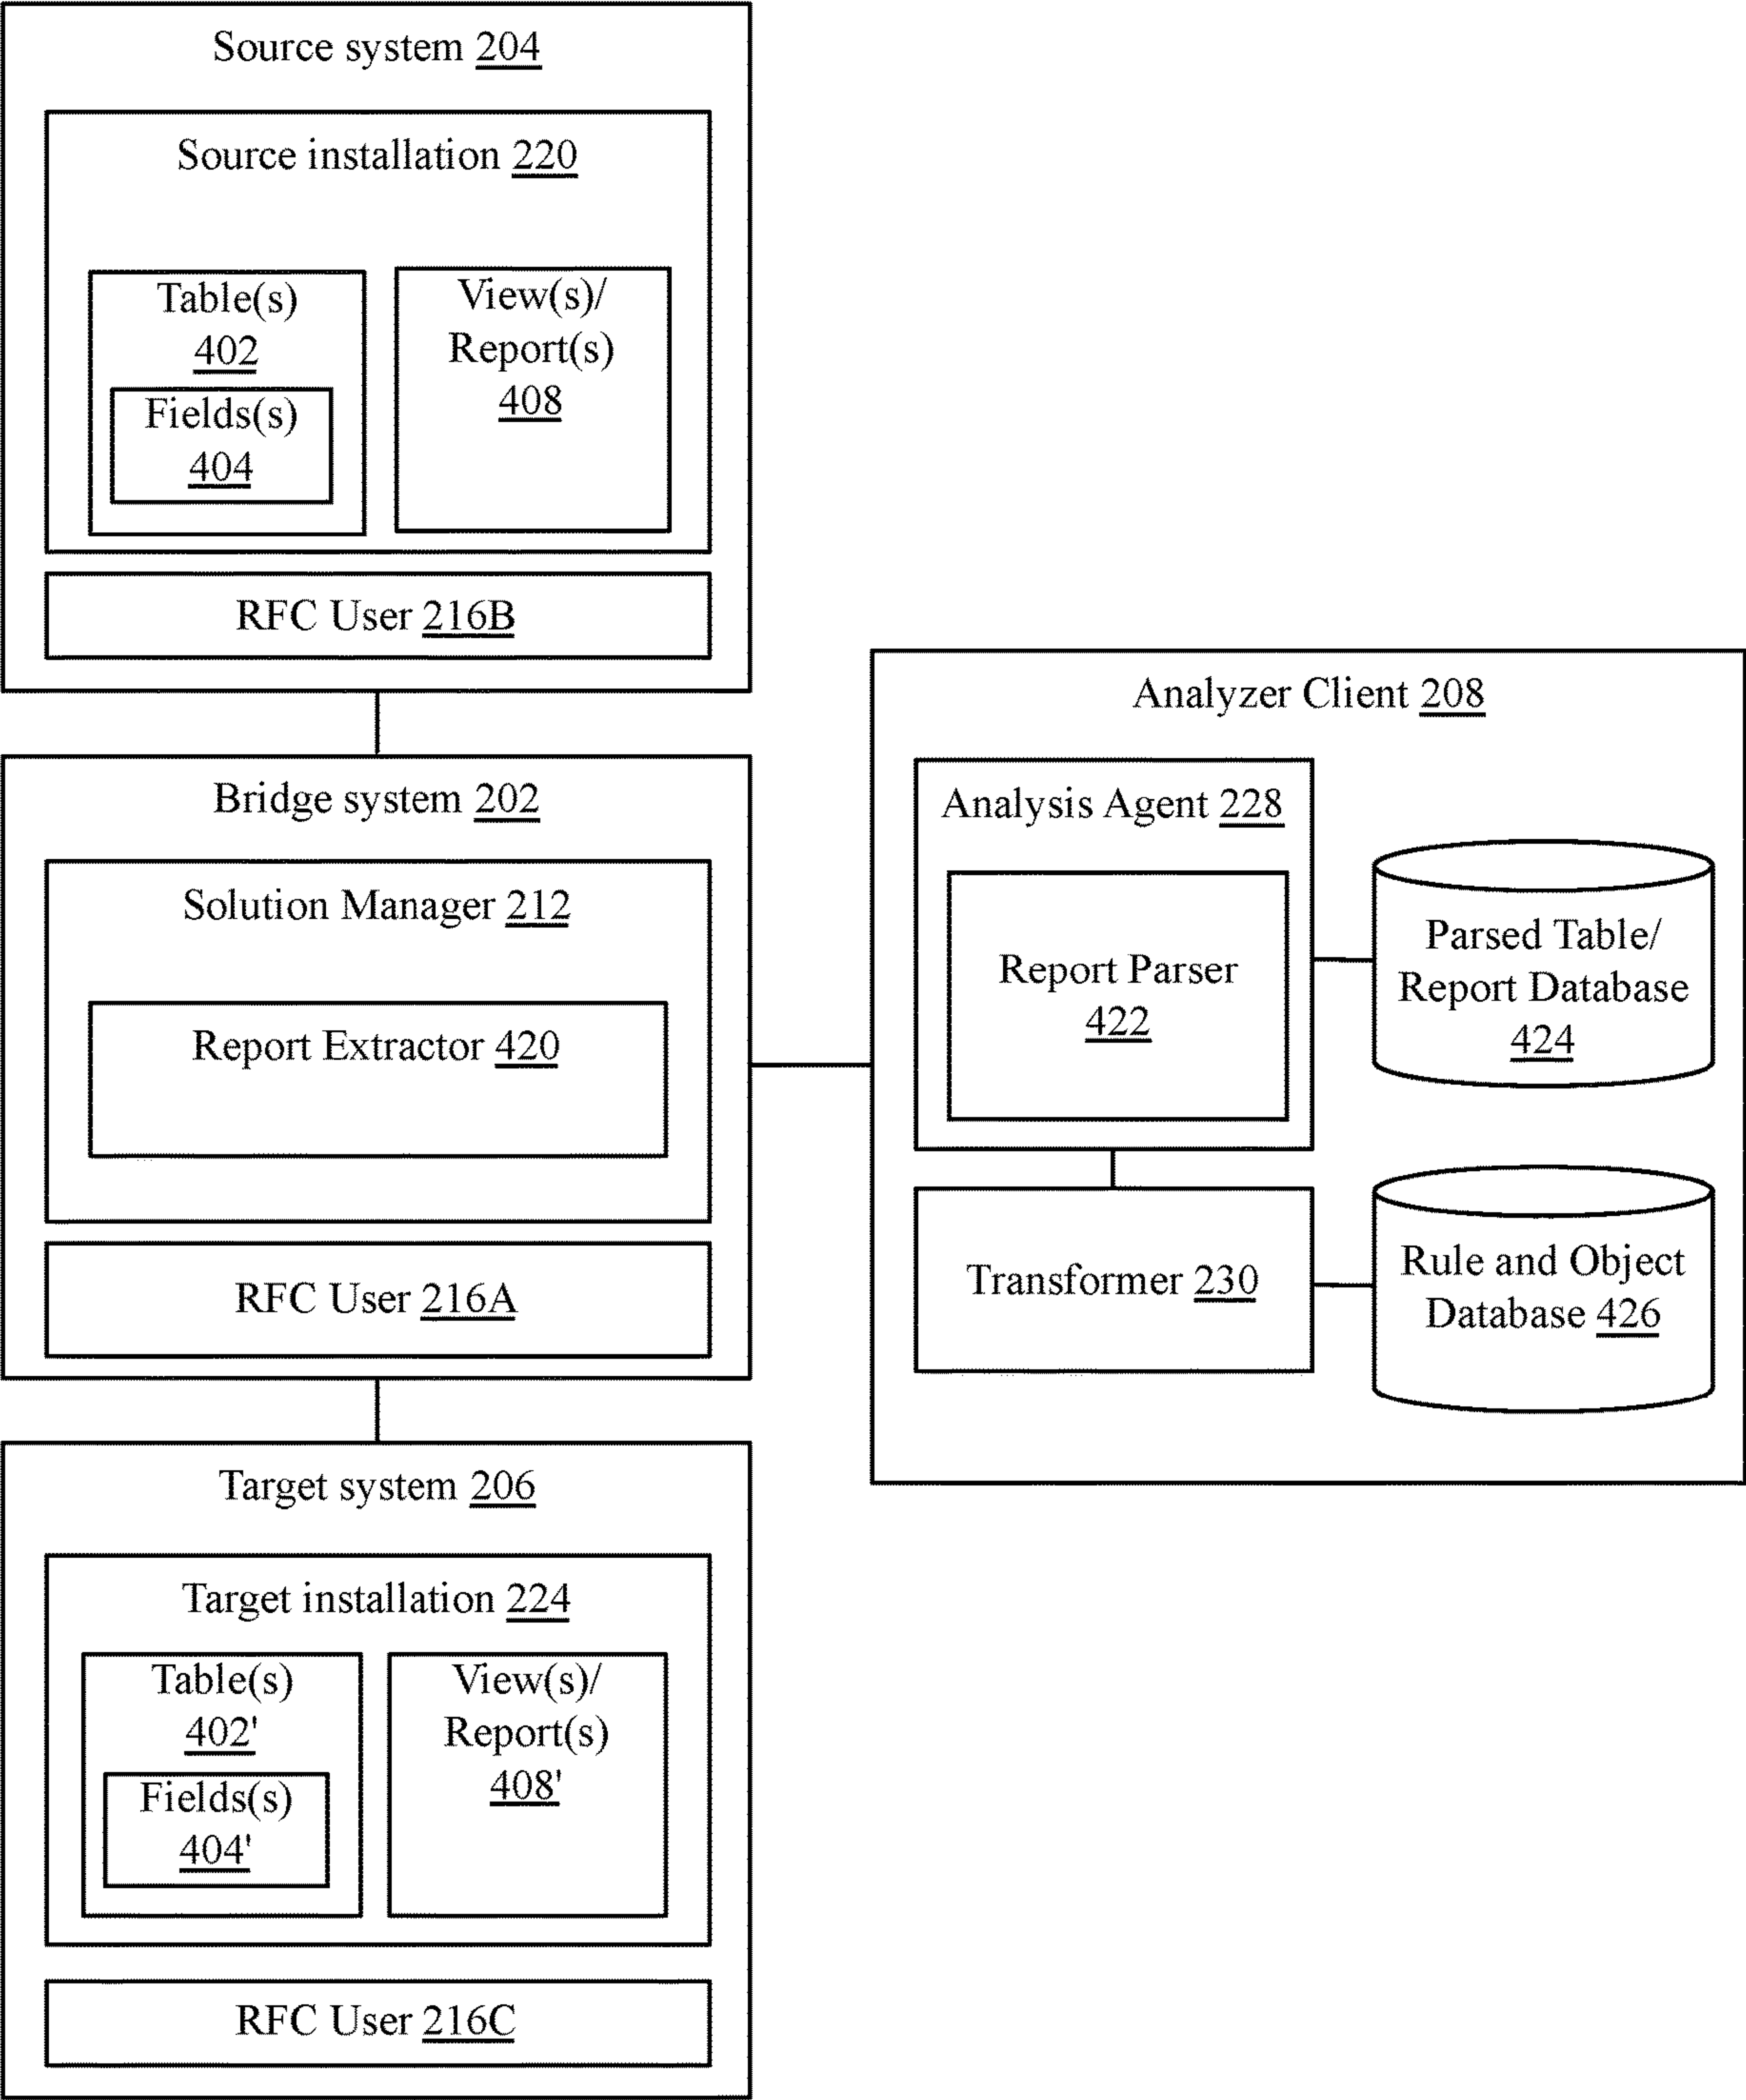 Source system 204
Source installation 220
Table(s)
402
Fields(s)
404
View(s)/
Report(s)
408
RFC User 216B
Bridge system 202
Solution Manager 212
Report Extractor 420
RFC User 216A
Target system 206
Target installation 224
Table(s)
402'
Fields(s)
404'
View(s)/
Report(s)
408'
RFC User 216C
Analyzer Client 208
Analysis Agent 228
Report Parser
422
Parsed Table/
Report Database
424
Transformer 230
Rule and Object
Database 426